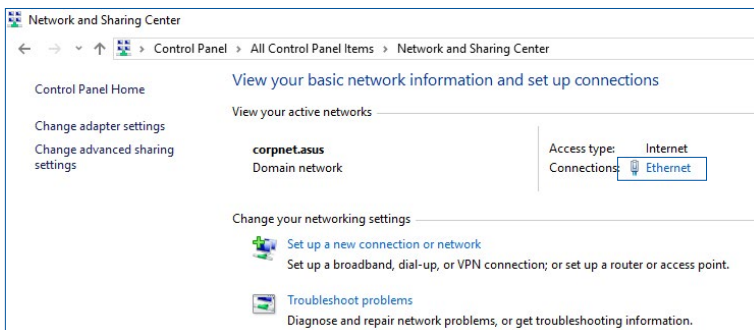 Network and Sharing Center
Control Panel > All Control Panel Items > Network and Sharing Center
Control Panel Home
Change adapter settings
Change advanced sharing
settings
View your basic network information and set up connections
View your active networks
corpnet.asus
Domain network
Access type: Internet
Connections: Ethernet
Change your networking settings
Set up a new connection or network
Set up a broadband, dial-up, or VPN connection; or set up a router or access point.
Troubleshoot problems
Diagnose and repair network problems, or get troubleshooting information.